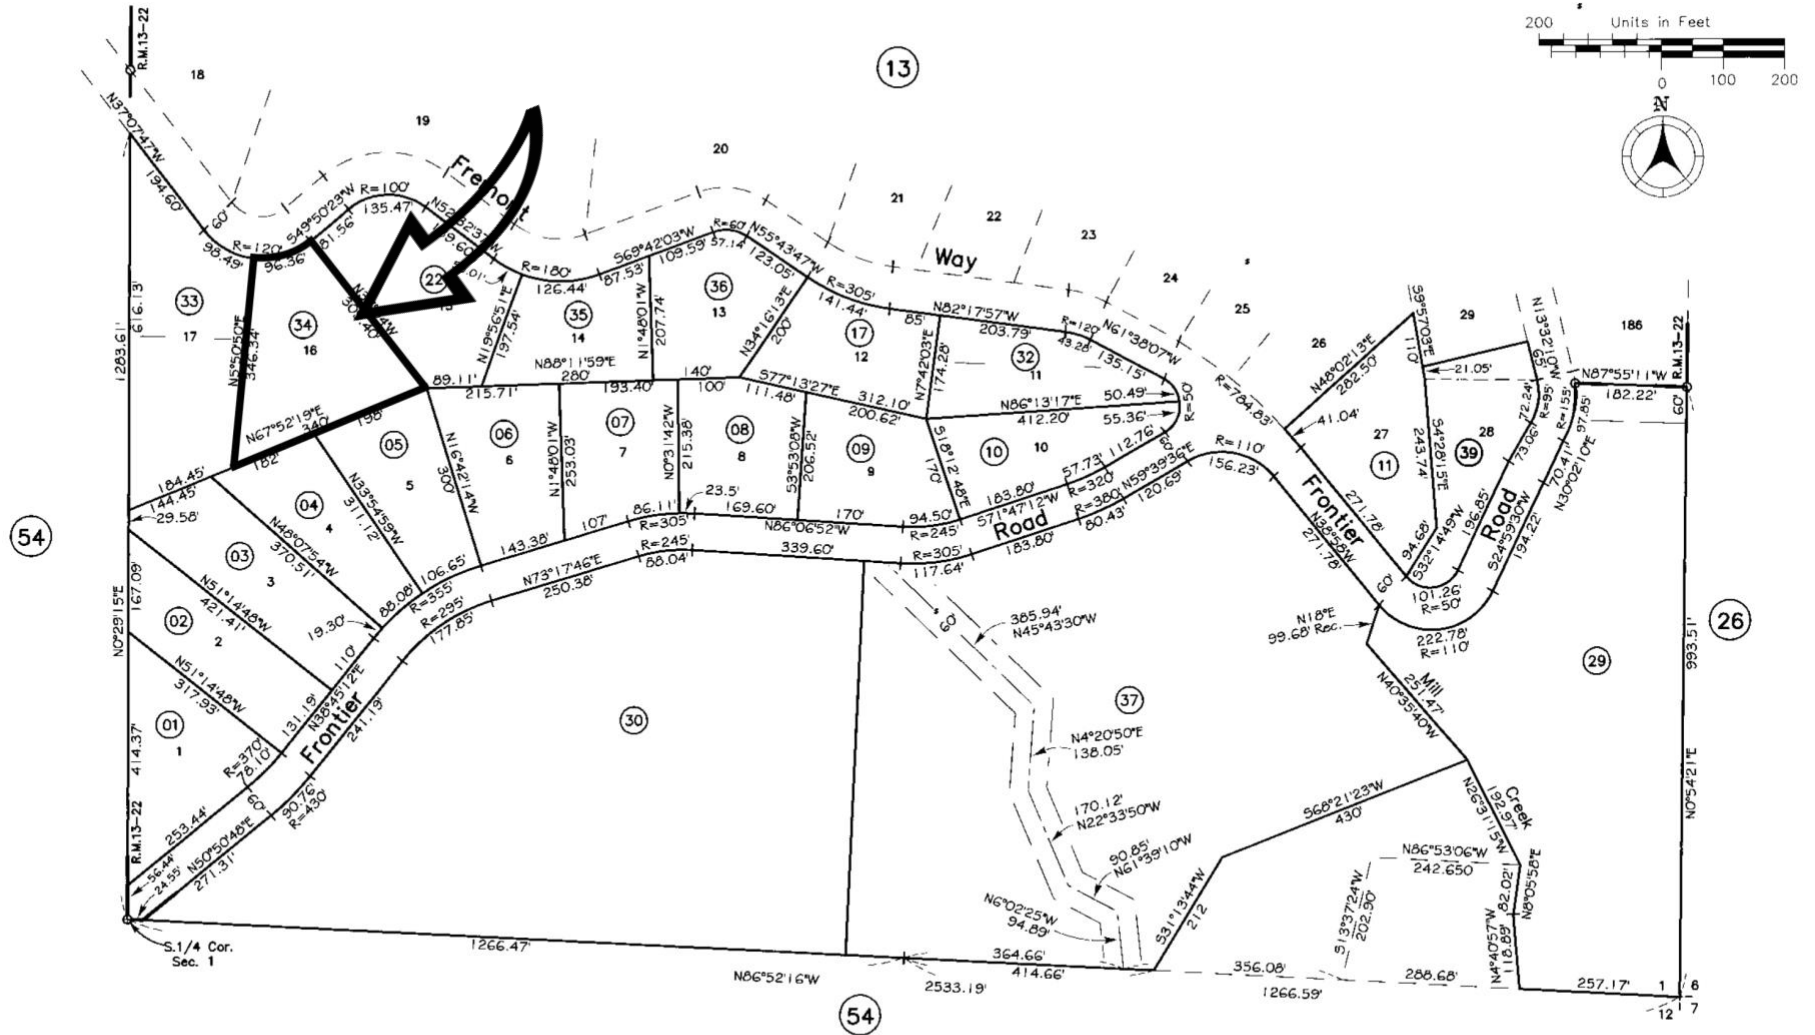 200 Units in Feet
0 100 200
N
R.M.13-22
18
19
13
20
21
22
23
24
25
26
29
186
R.M.13-22
N37°07'47"W
194.60'
60'
98.49'
R=120'
96.36'
S49°50'23"W
81.56'
R=100'
135.47'
Fremont
R=180'
126.44'
87.53'
S69°42'03"W
109.59'
R=60'
57.14'
N55°43'47"W
123.05'
R=305'
141.44'
85'
Way
N82°17'57"W
203.79'
R=120'
43.28'
N61°38'07"W
135.15'
R=784.83'
N48°02'13"E
282.50'
S9°57'03"E
110'
21.05'
N13°32'10"W
65'
N87°55'11"W
182.22'
60'
1283.61'
616.13'
33
17
34
16
N5°50'50"E
346.34'
22
N19°56'51"E
197.54'
35
14
N1°48'01"W
207.74'
36
13
N34°16'13"E
200'
17
12
N7°42'03"E
174.28'
32
11
50.49'
R=50'
55.36'
N86°13'17"E
412.20'
10
10
41.04'
27
11
S4°28'15"E
243.74'
28
39
72.24'
R=95'
R=155'
97.85'
73.06'
70.41'
N30°02'10"E
N67°52'19"E
340'
182'
198'
89.11'
215.71'
N88°11'59"E
280'
193.40'
140'
100'
S77°13'27"E
111.48'
312.10'
200.62'
184.45'
144.45'
29.58'
05
5
N16°42'14"W
300'
06
6
N1°48'01"W
253.03'
07
7
N0°31'42"W
215.38'
08
8
S3°53'08"W
206.52'
09
9
S18°12'48"E
170'
112.76'
60'
57.73'
R=320'
R=380'
N59°39'36"E
120.69'
80.43'
R=110'
156.23'
54
04
4
N33°54'59"W
311.12'
N48°07'54"W
370.51'
03
3
N51°14'48"W
421.41'
02
2
N51°14'48"W
317.93'
01
1
N0°29'15"E
167.09'
414.37'
19.30'
88.08'
106.65'
R=355'
R=295'
177.85'
143.38'
107'
N73°17'46"E
250.38'
86.11'
R=305'
R=245'
88.04'
23.5'
169.60'
N86°06'52"W
170'
339.60'
94.50'
R=245'
R=305'
117.64'
183.80'
S71°47'12"W
Road
183.80'
Frontier
271.78'
N38°58'W
271.78'
94.68'
S32°14'49"W
196.85'
Road
S24°59'30"W
194.22'
60'
101.26'
R=50'
222.78'
R=110'
N18°E
99.68' Rec.
110'
131.19'
N38°45'12"E
Frontier
241.19'
R=370'
78.10'
60'
90.76'
R=430'
253.44'
N50°50'48"E
271.31'
56.44'
24.55'
R.M.13-22
S.1/4 Cor.
Sec. 1
30
60'
385.94'
N45°43'30"W
37
N4°20'50"E
138.05'
170.12'
N22°33'50"W
90.85'
N61°39'10"W
N6°02'25"W
94.89'
Mill
251.47'
N40°35'40"W
S68°21'23"W
430'
S31°13'44"W
212'
N26°31'15"W
192.97'
Creek
N86°53'06"W
242.650
S13°37'24"W
202.90'
82.02'
N8°05'58"E
N4°40'57"W
118.89'
29
26
993.51'
N0°54'21"E
1266.47'
N86°52'16"W
364.66'
414.66'
2533.19'
356.08'
288.68'
1266.59'
257.17'
1 6
12 7
54